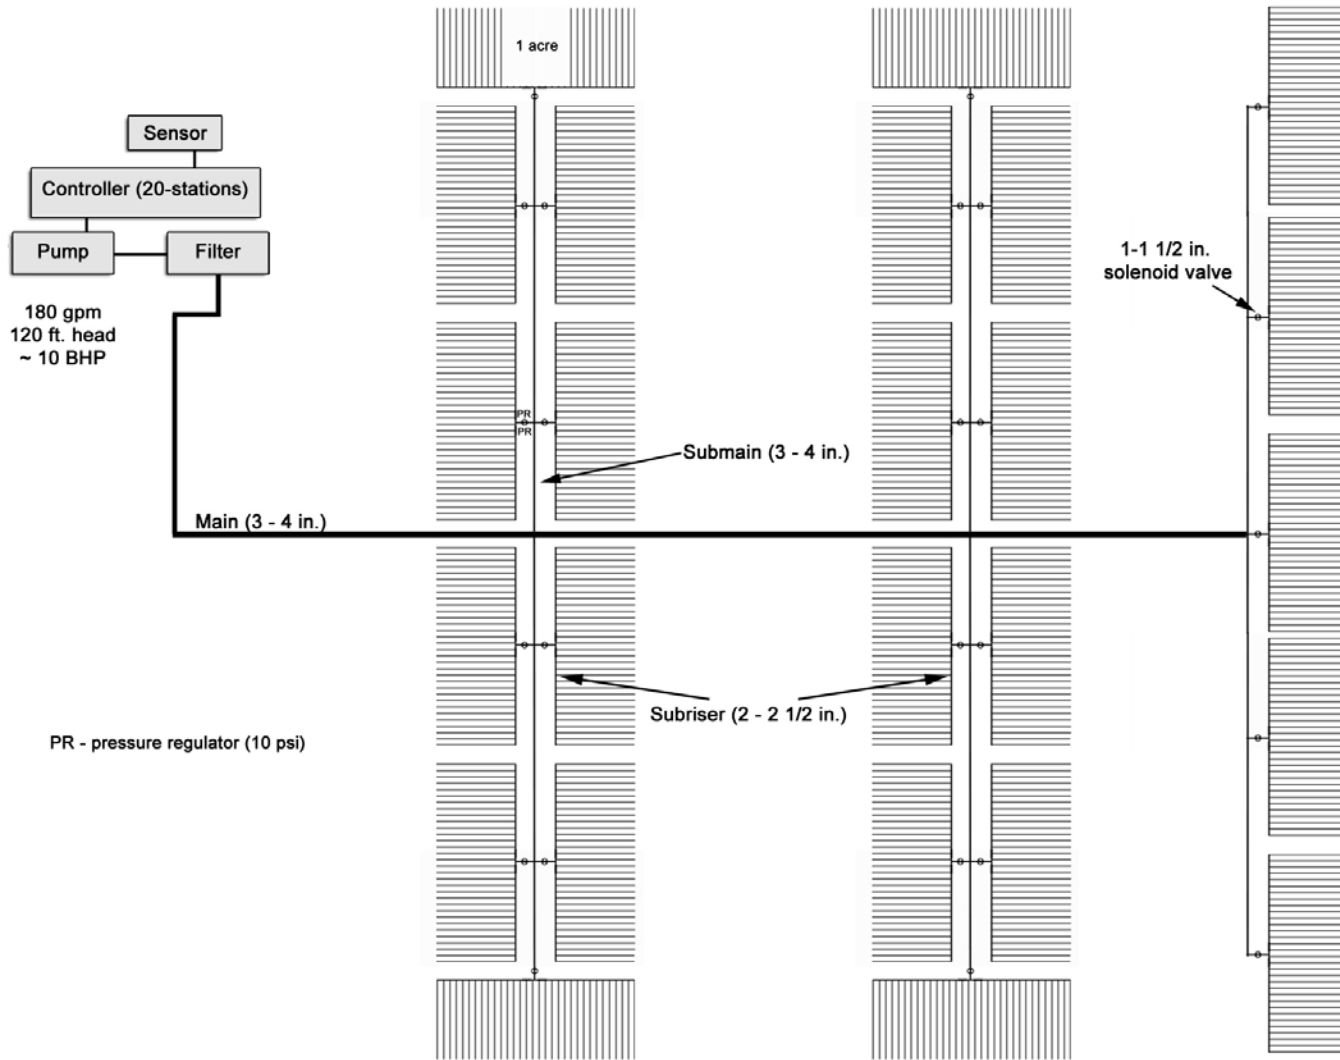 1 acre
Sensor
Controller (20-stations)
Pump
Filter
180 gpm
120 ft. head
~ 10 BHP
1-1 1/2 in.
solenoid valve
PR
PR
Submain (3 - 4 in.)
Main (3 - 4 in.)
Subriser (2 - 2 1/2 in.)
PR - pressure regulator (10 psi)